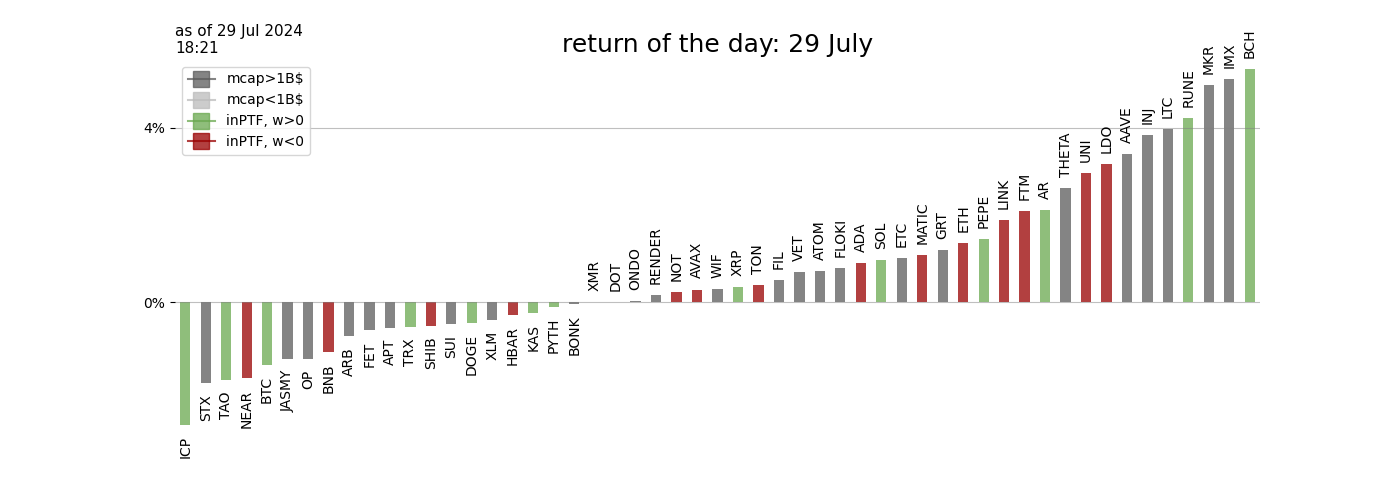 as of 29 Jul 2024
18:21
return of the day: 29 July
mcap>1B$
mcap<1B$
inPTF, w>0
inPTF, w<0
4%
0%
ICP
STX
TAO
NEAR
BTC
JASMY
OP
BNB
ARB
FET
APT
TRX
SHIB
SUI
DOGE
XLM
HBAR
KAS
PYTH
BONK
XMR
DOT
ONDO
RENDER
NOT
AVAX
WIF
XRP
TON
FIL
VET
ATOM
FLOKI
ADA
SOL
ETC
MATIC
GRT
ETH
PEPE
LINK
FTM
AR
THETA
UNI
LDO
AAVE
INJ
LTC
RUNE
MKR
IMX
BCH